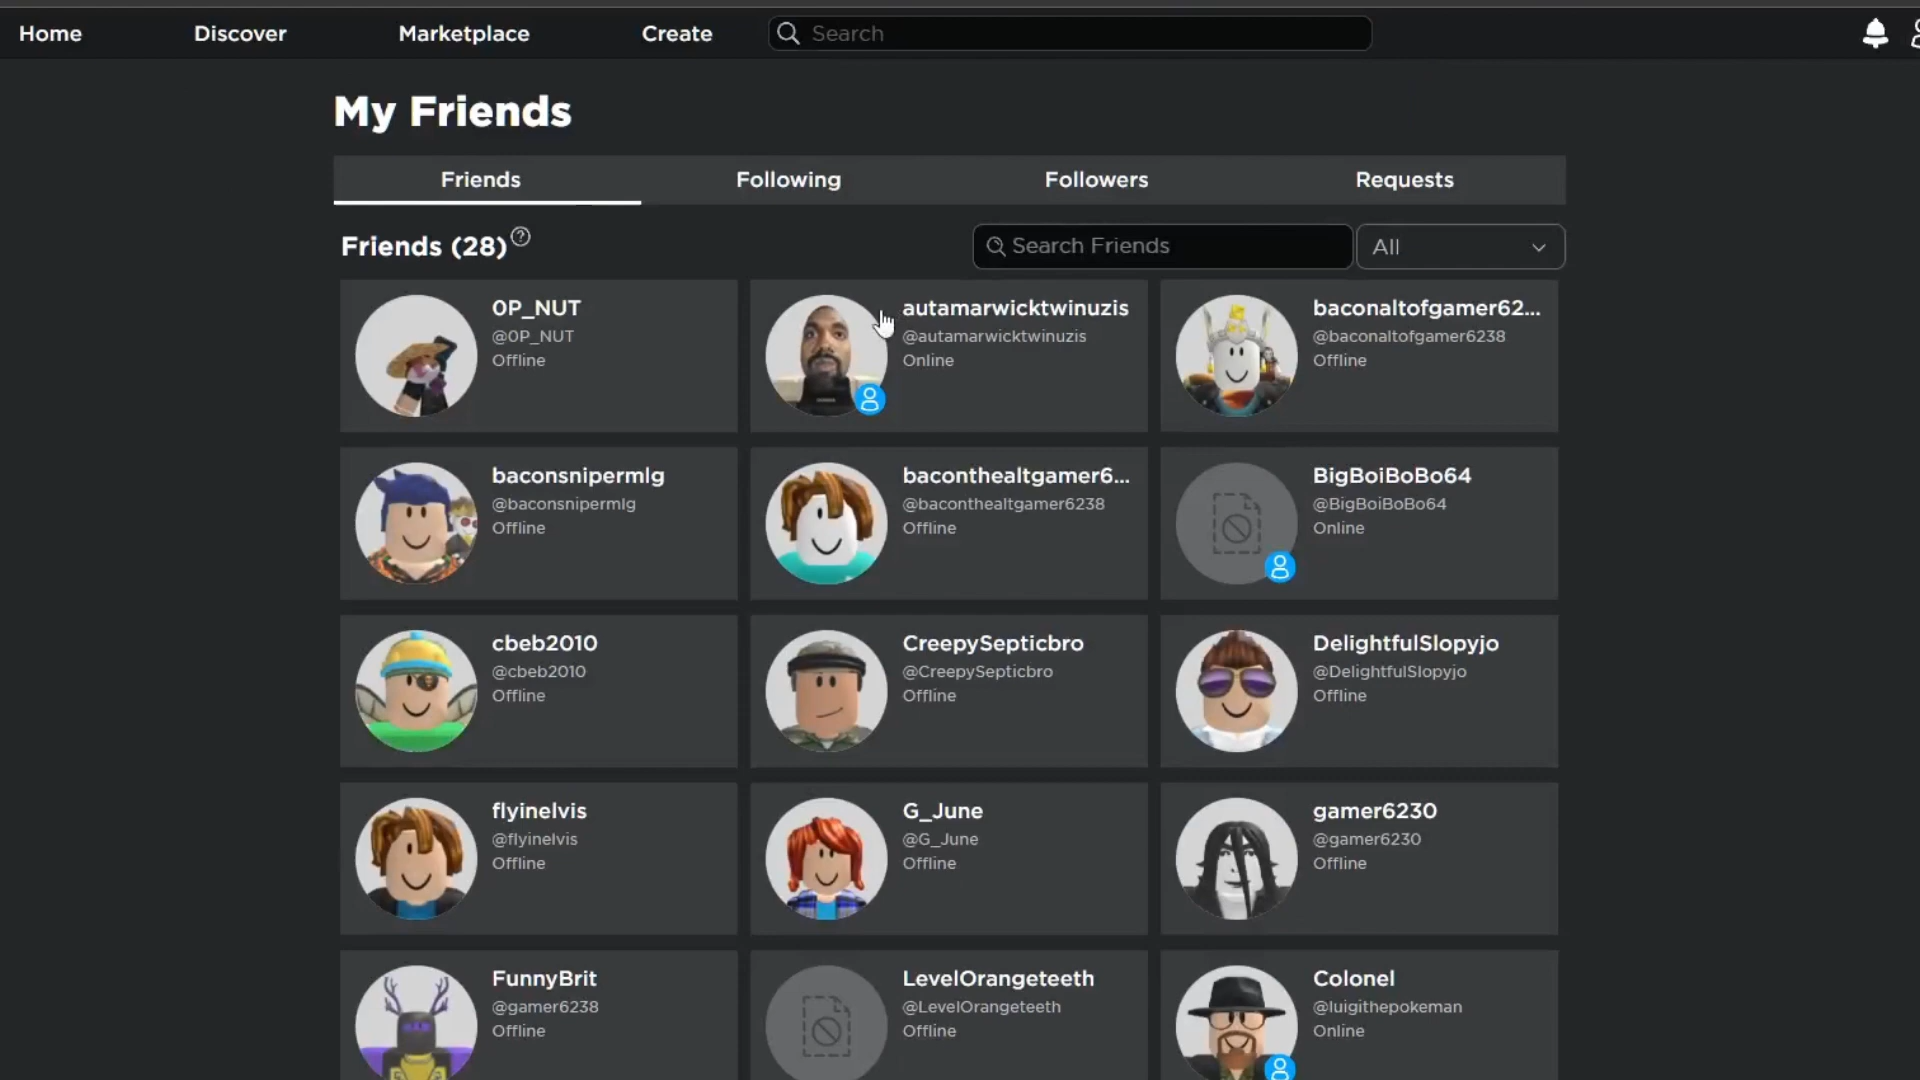 Home Discover Marketplace Create Search
My Friends
Friends Following Followers Requests
Friends (28) ? Search Friends All
0P_NUT
@0P_NUT
Offline
autamarwicktwinuzis
@autamarwicktwinuzis
Online
baconaltofgamer62...
@baconaltofgamer6238
Offline
baconsnipermlg
@baconsnipermlg
Offline
baconthealtgamer6...
@baconthealtgamer6238
Offline
BigBoiBoBo64
@BigBoiBoBo64
Online
cbeb2010
@cbeb2010
Offline
CreepySepticbro
@CreepySepticbro
Offline
DelightfulSlopyjo
@DelightfulSlopyjo
Offline
flyinelvis
@flyinelvis
Offline
G_June
@G_June
Offline
gamer6230
@gamer6230
Offline
FunnyBrit
@gamer6238
Offline
LevelOrangeteeth
@LevelOrangeteeth
Offline
Colonel
@luigithepokeman
Online